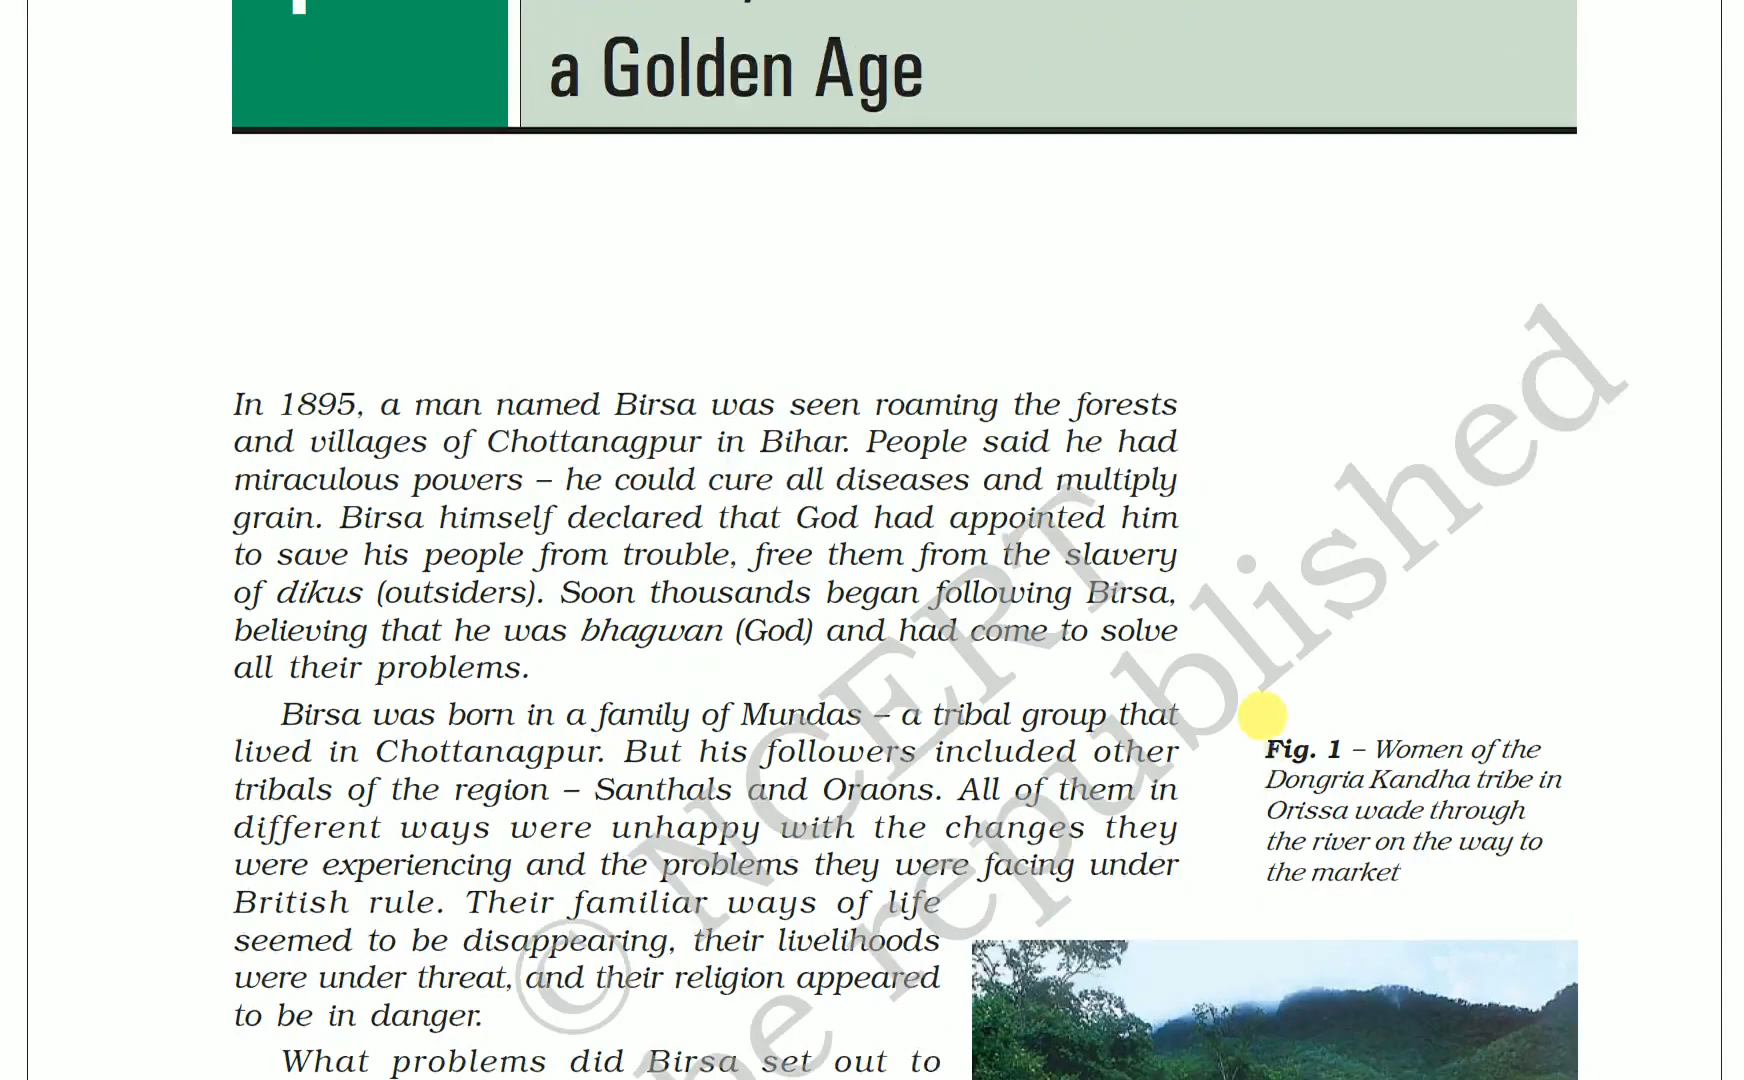 a Golden Age
In 1895, a man named Birsa was seen roaming the forests
and villages of Chottanagpur in Bihar. People said he had
miraculous powers – he could cure all diseases and multiply
grain. Birsa himself declared that God had appointed him
to save his people from trouble, free them from the slavery
of dikus (outsiders). Soon thousands began following Birsa,
believing that he was bhagwan (God) and had come to solve
all their problems.
Birsa was born in a family of Mundas – a tribal group that
lived in Chottanagpur. But his followers included other
tribals of the region – Santhals and Oraons. All of them in
different ways were unhappy with the changes they
were experiencing and the problems they were facing under
British rule. Their familiar ways of life
seemed to be disappearing, their livelihoods
were under threat, and their religion appeared
to be in danger.
What problems did Birsa set out to
Fig. 1 – Women of the
Dongria Kandha tribe in
Orissa wade through
the river on the way to
the market
© NCERT
be republished